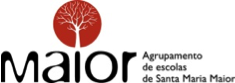 maior
Agrupamento
de escolas
de Santa Maria Maior